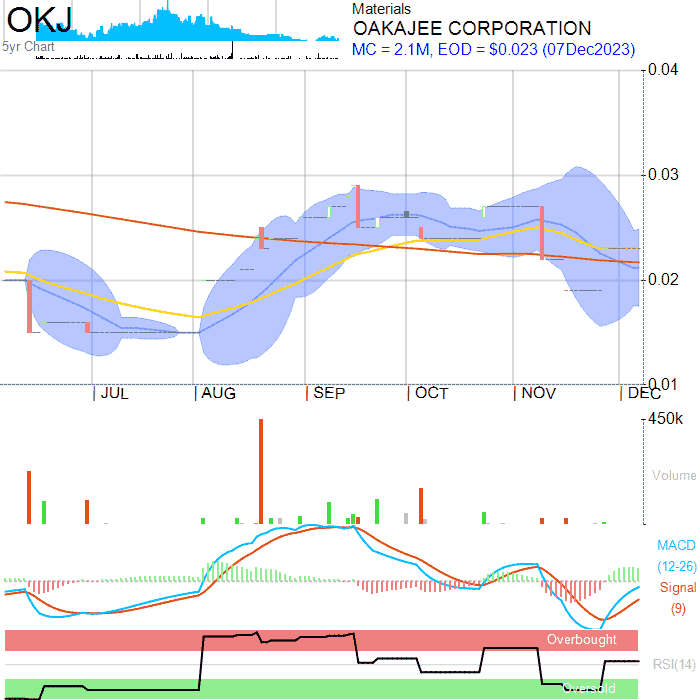 OKJ
5yr Chart
Materials
OAKAJEE CORPORATION
MC = 2.1M, EOD = $0.023 (07Dec2023)
0.04
0.03
0.02
0.01
JUL AUG SEP OCT NOV DEC
450k
Volume
MACD
(12-26)
Signal
(9)
Overbought
RSI(14)
Oversold